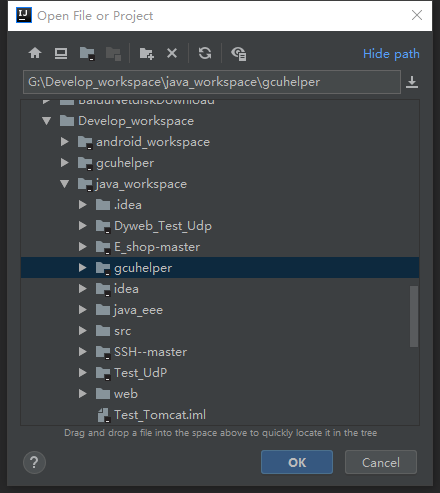 Open File or Project
Hide path
G:\Develop_workspace\java_workspace\gcuhelper
BaiduNetdiskDownload
Develop_workspace
android_workspace
gcuhelper
java_workspace
.idea
Dyweb_Test_Udp
E_shop-master
gcuhelper
idea
java_eee
src
SSH--master
Test_UdP
web
Test_Tomcat.iml
Drag and drop a file into the space above to quickly locate it in the tree
?
OK
Cancel